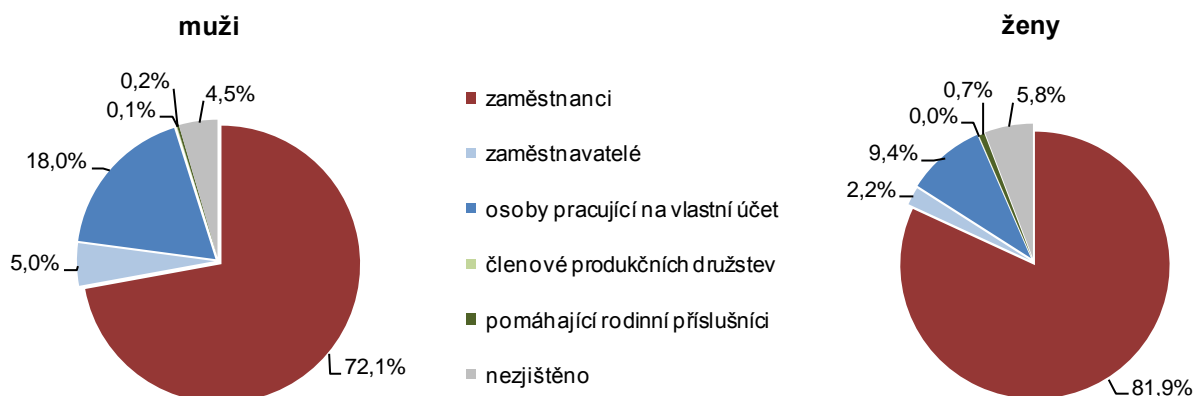 muži
0,2%
0,1%
4,5%
18,0%
5,0%
72,1%
zaměstnanci
zaměstnavatelé
osoby pracující na vlastní účet
členové produkčních družstev
pomáhající rodinní příslušníci
nezjištěno
ženy
0,7%
0,0%
5,8%
9,4%
2,2%
81,9%